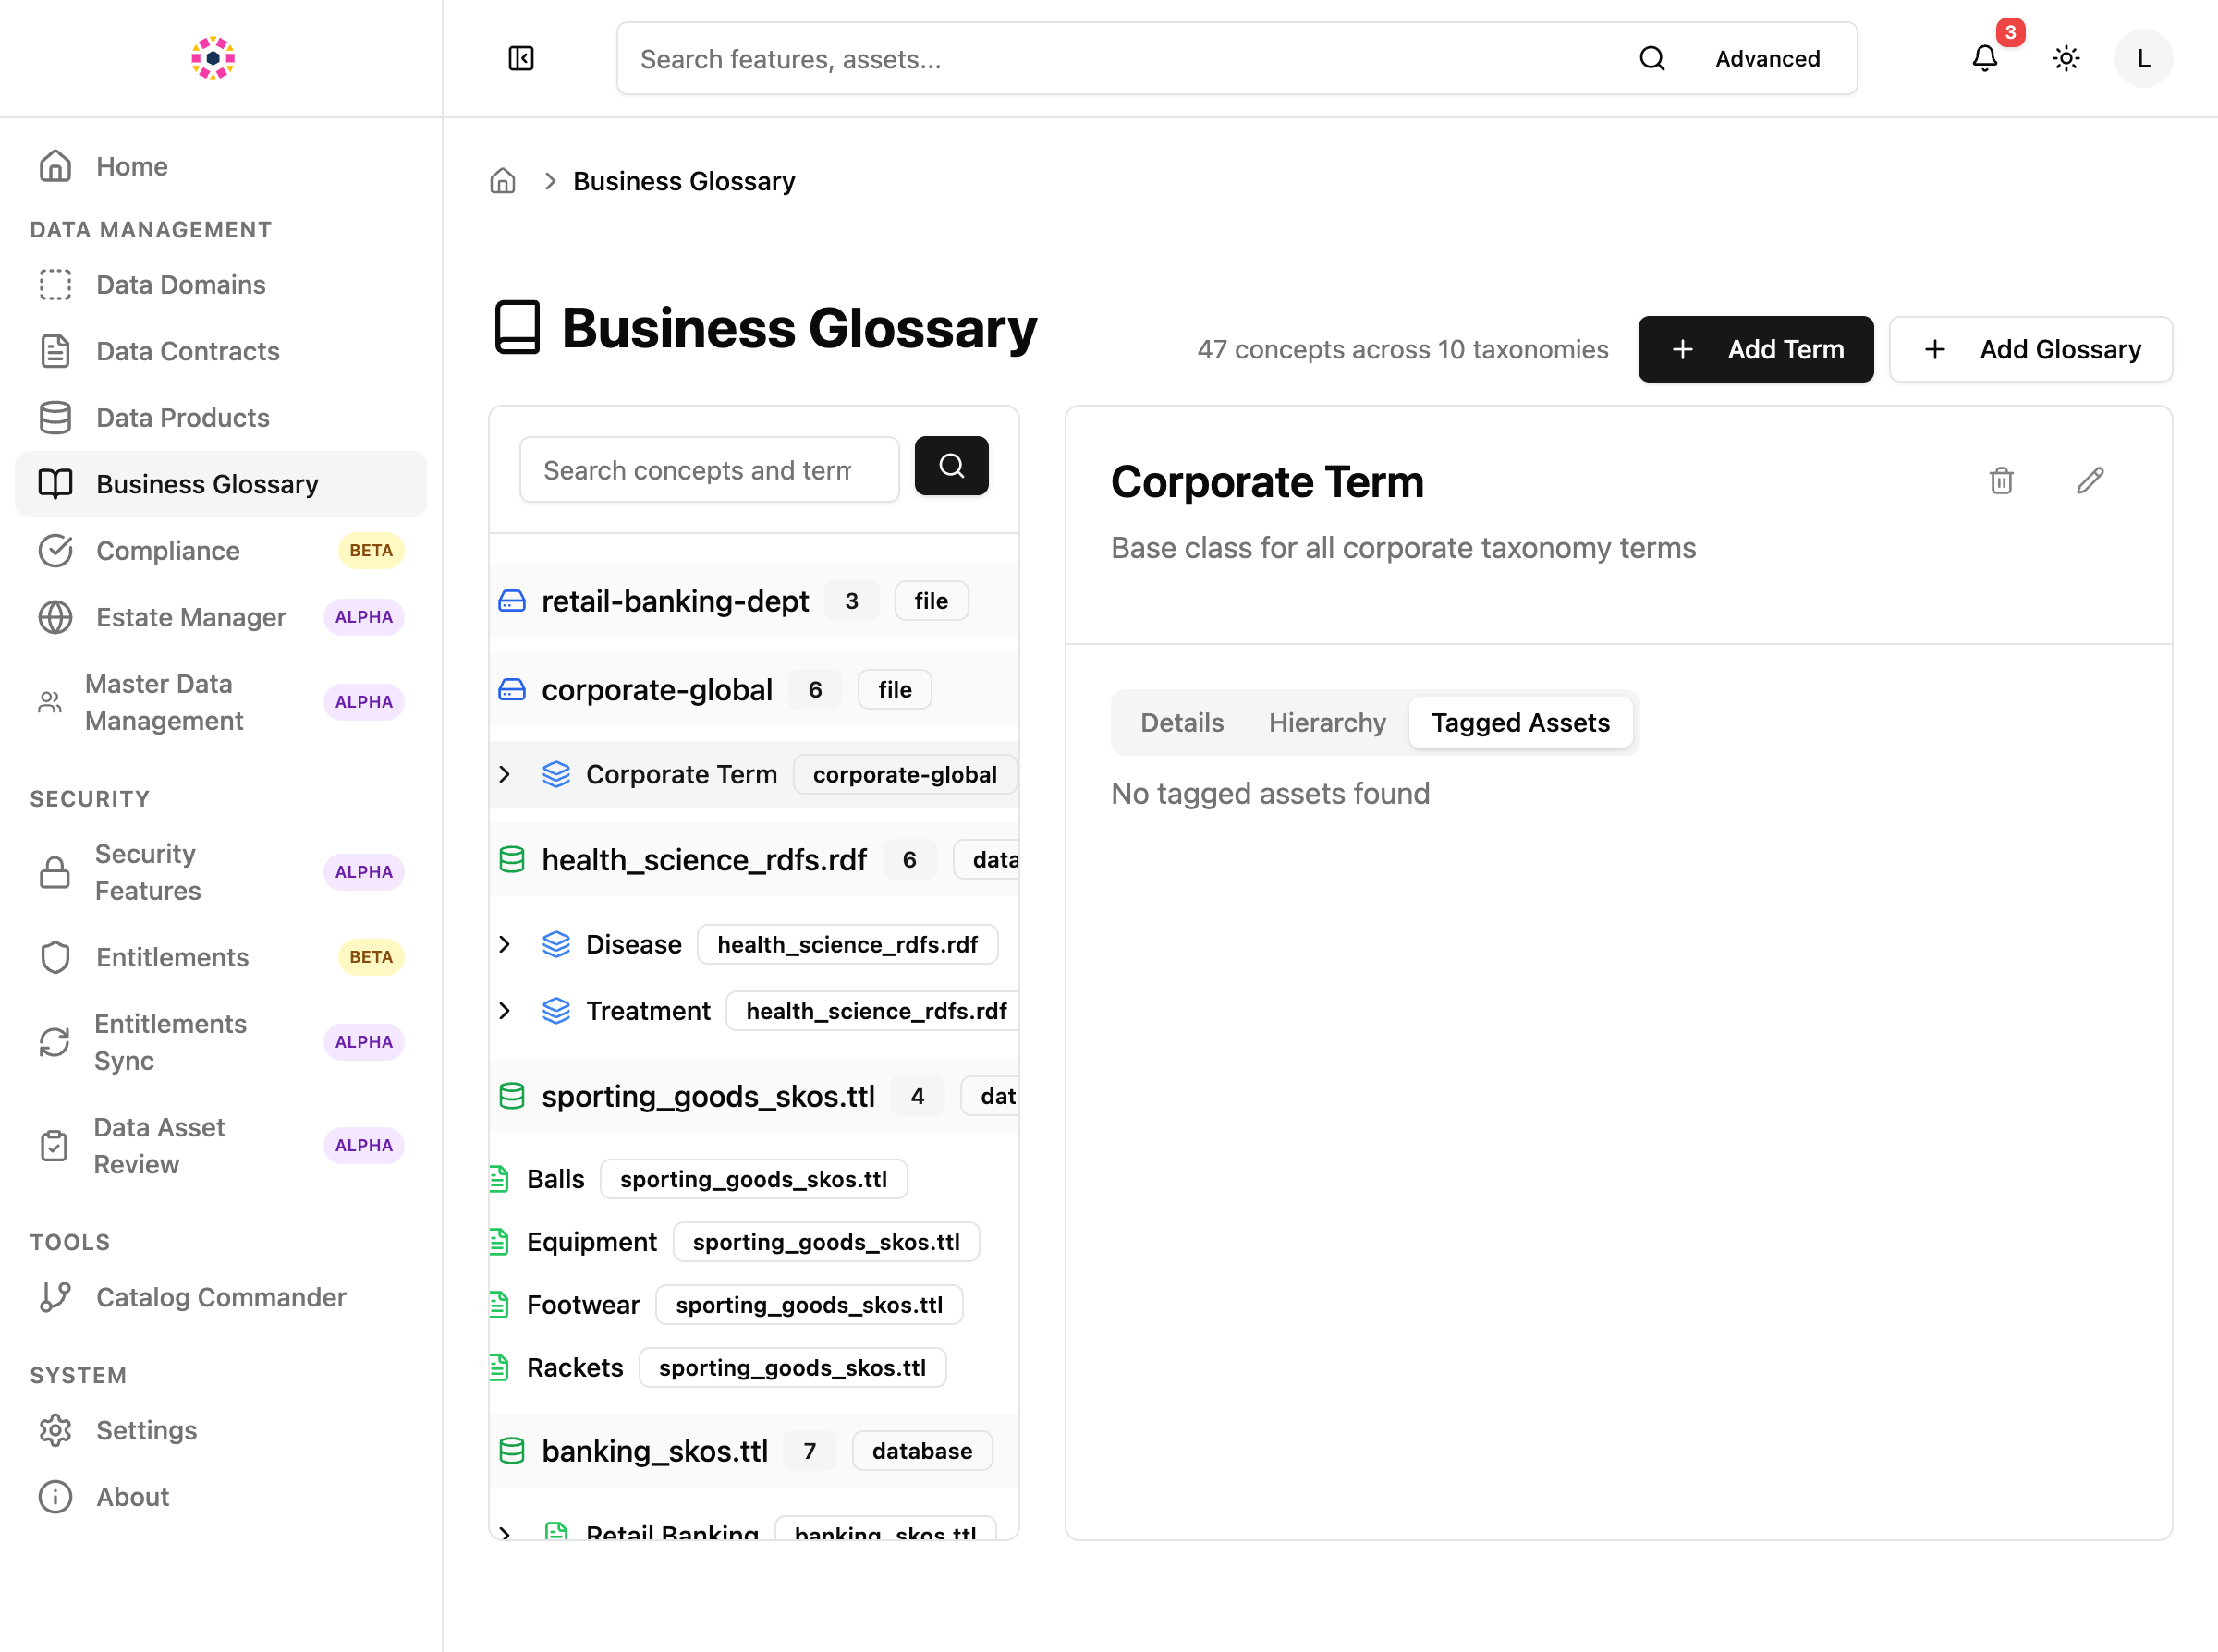 Search features, assets...
Advanced
3
L
Home
DATA MANAGEMENT
Data Domains
Data Contracts
Data Products
Business Glossary
Compliance BETA
Estate Manager ALPHA
Master Data
Management
ALPHA
SECURITY
Security
Features
ALPHA
Entitlements BETA
Entitlements
Sync
ALPHA
Data Asset
Review
ALPHA
TOOLS
Catalog Commander
SYSTEM
Settings
About
Business Glossary
Business Glossary
47 concepts across 10 taxonomies
Add Term
Add Glossary
Search concepts and term
retail-banking-dept 3 file
corporate-global 6 file
Corporate Term corporate-global
health_science_rdfs.rdf 6 data
Disease health_science_rdfs.rdf
Treatment health_science_rdfs.rdf
sporting_goods_skos.ttl 4 data
Balls sporting_goods_skos.ttl
Equipment sporting_goods_skos.ttl
Footwear sporting_goods_skos.ttl
Rackets sporting_goods_skos.ttl
banking_skos.ttl 7 database
Retail Banking banking_skos.ttl
Corporate Term
Base class for all corporate taxonomy terms
Details Hierarchy Tagged Assets
No tagged assets found